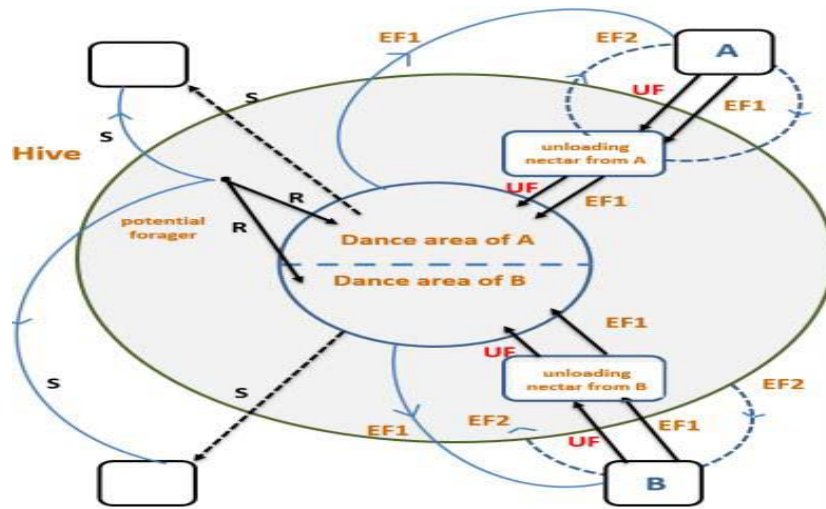 EF1
EF2
A
UF
EF1
S
S
Hive
unloading
nectar from A
UF
EF1
R
potential
forager
R
Dance area of A
Dance area of B
EF1
UF
unloading
nectar from B
EF2
S
S
EF1
EF2
UF
EF1
B